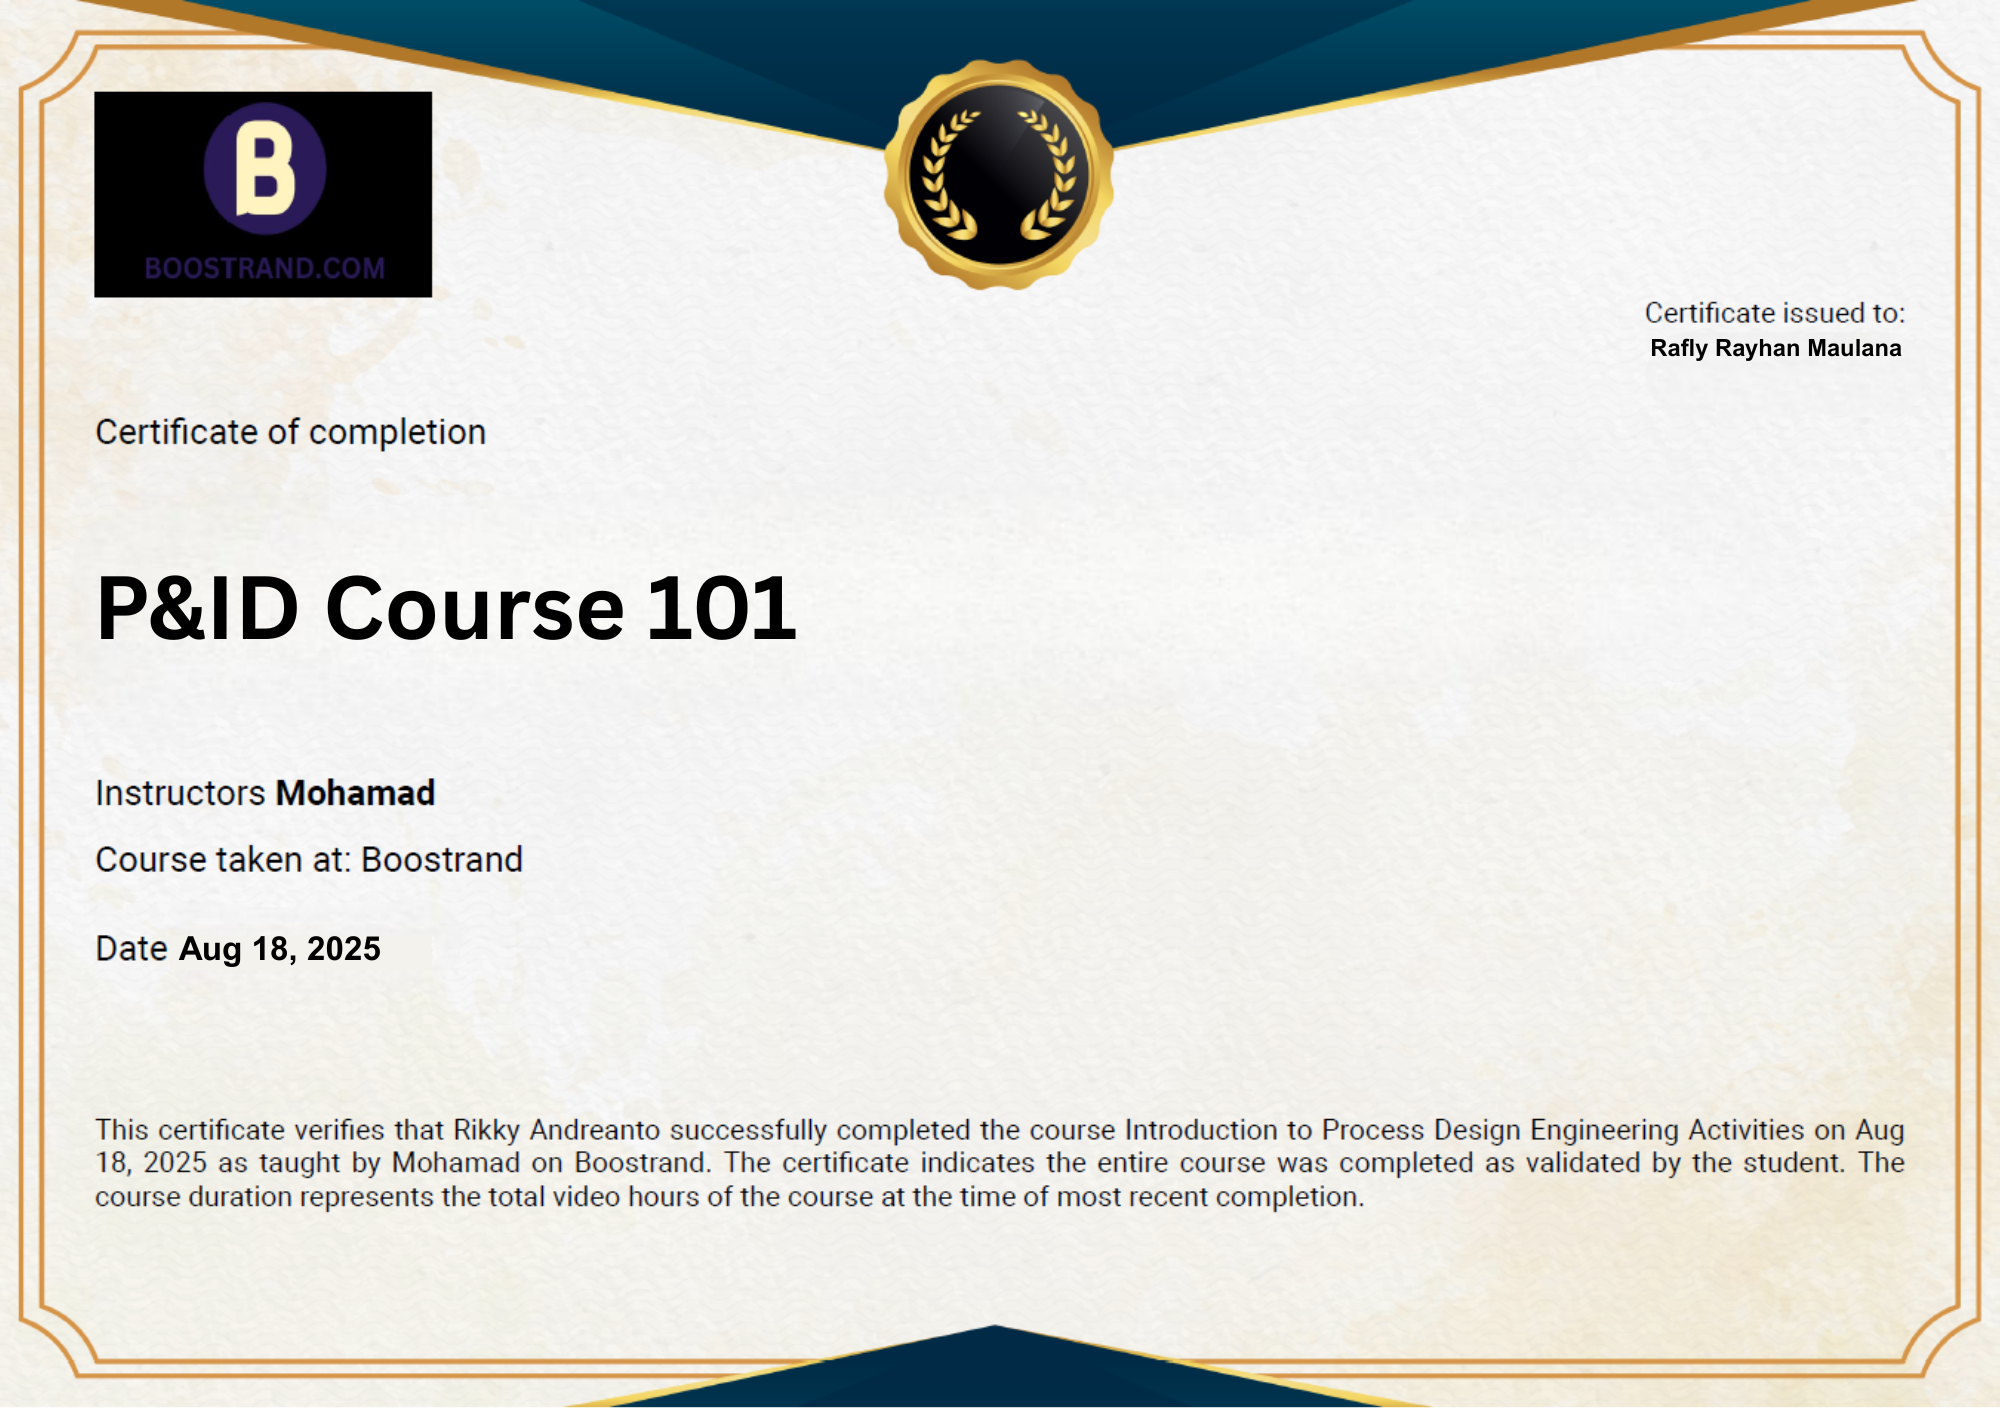 B
BOOSTRAND.COM
Certificate issued to:
Rafly Rayhan Maulana
Certificate of completion
P&ID Course 101
Instructors Mohamad
Course taken at: Boostrand
Date Aug 18, 2025
This certificate verifies that Rikky Andreanto successfully completed the course Introduction to Process Design Engineering Activities on Aug
18, 2025 as taught by Mohamad on Boostrand. The certificate indicates the entire course was completed as validated by the student. The
course duration represents the total video hours of the course at the time of most recent completion.